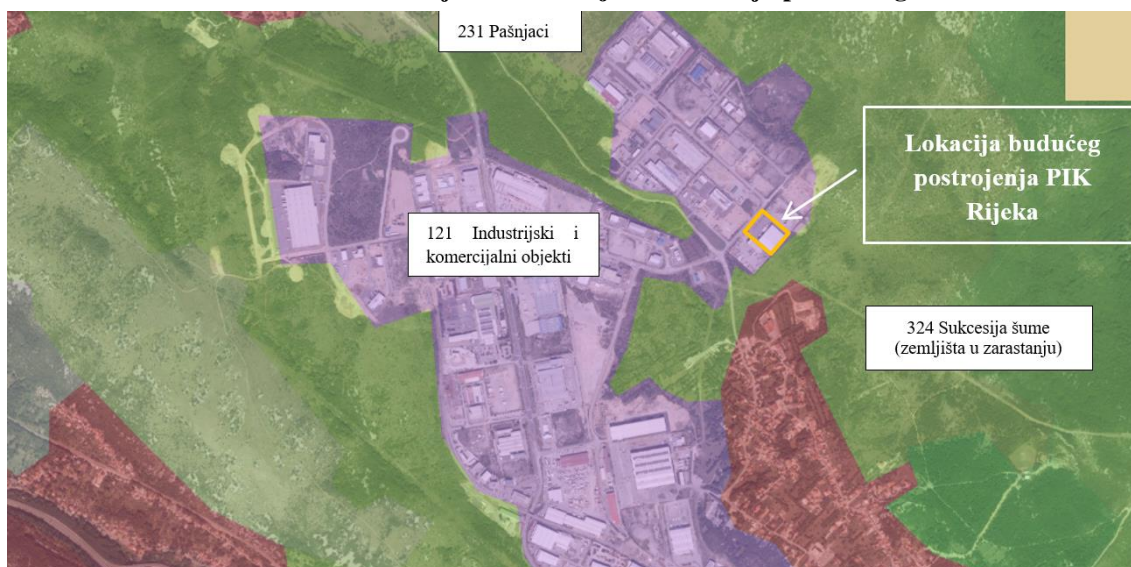 231 Pašnjaci
Lokacija budućeg
postrojenja PIK
Rijeka
121 Industrijski i
komercijalni objekti
324 Sukcesija šume
(zemljišta u zarastanju)